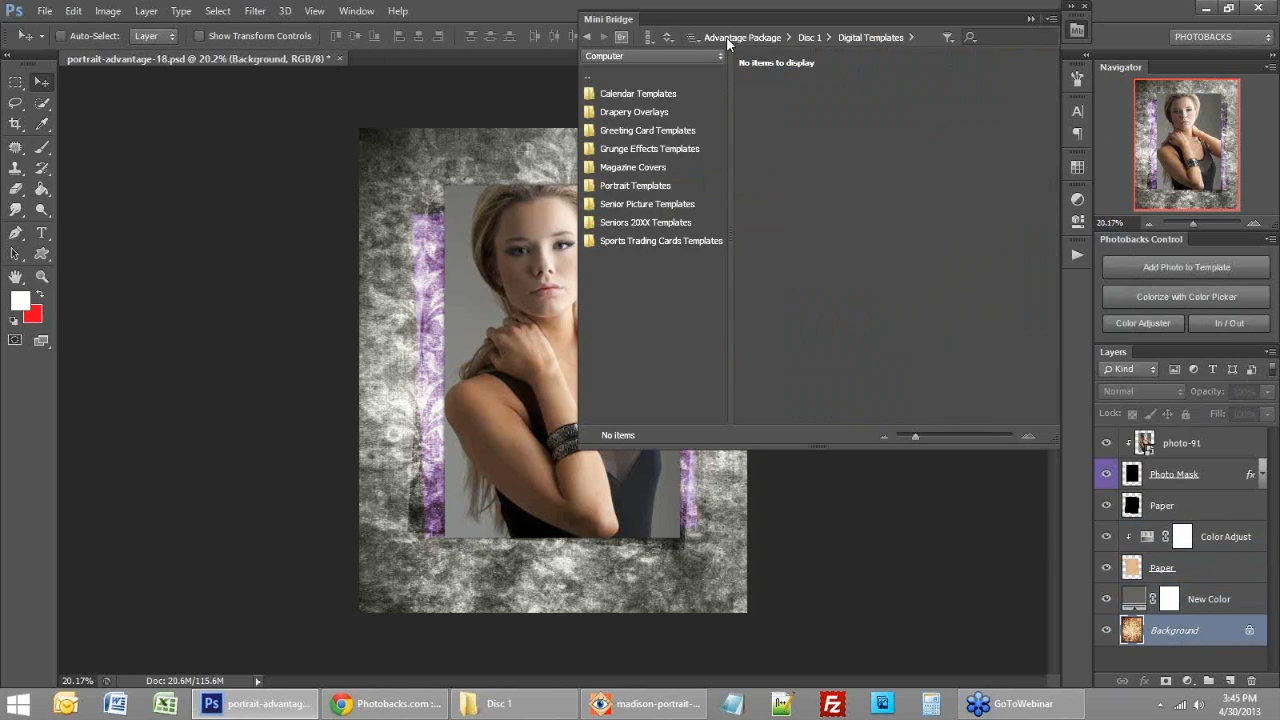 Ps File Edit Image Layer Type Select Filter 3D View Window Help
Auto-Select: Layer Show Transform Controls
PHOTOBACKS
portrait-advantage-18.psd @ 20.2% (Background, RGB/8) * ×
Mini Bridge
Br Advantage Package > Disc 1 > Digital Templates >
Computer
No items to display
..
Calendar Templates
Drapery Overlays
Greeting Card Templates
Grunge Effects Templates
Magazine Covers
Portrait Templates
Senior Picture Templates
Seniors 20XX Templates
Sports Trading Cards Templates
No items
Mb
Navigator
20.17%
Photobacks Control
Add Photo to Template
Colorize with Color Picker
Color Adjuster In / Out
Layers
Kind
Normal Opacity:
Lock: Fill:
photo-91
Photo Mask fx
Paper
Color Adjust
Paper
New Color
Background
20.17% Doc: 20.6M/115.6M
Ps portrait-advantag... Photobacks.com :... Disc 1 madison-portrait-... GoToWebinar
3:45 PM
4/30/2013